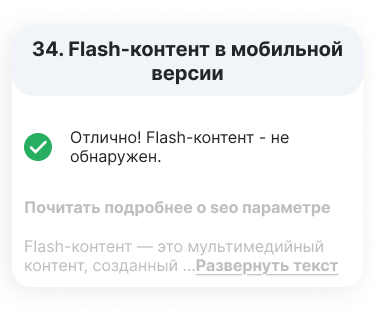 34. Flash-контент в мобильной
версии
Отлично! Flash-контент - не
обнаружен.
Почитать подробнее о seo параметре
Flash-контент — это мультимедийный
контент, созданный ...Развернуть текст